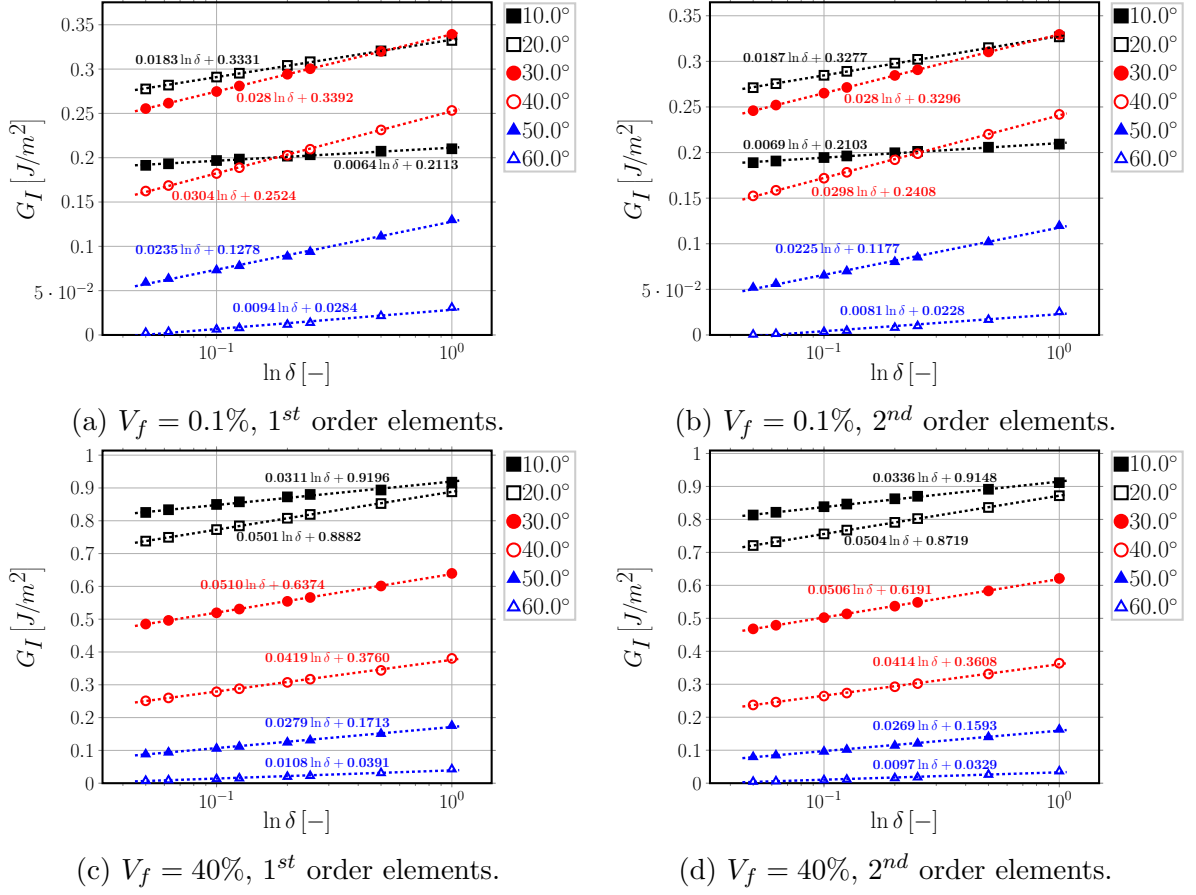 0.35
0.3
0.25
0.2
0.15
0.1
5 · 10⁻²
0
G_I [J/m²]
0.0183 ln δ + 0.3331
0.028 ln δ + 0.3392
0.0064 ln δ + 0.2113
0.0304 ln δ + 0.2524
0.0235 ln δ + 0.1278
0.0094 ln δ + 0.0284
10⁻¹ 10⁰
ln δ [−]
10.0°
20.0°
30.0°
40.0°
50.0°
60.0°
(a) V_f = 0.1%, 1ˢᵗ order elements.
0.35
0.3
0.25
0.2
0.15
0.1
5 · 10⁻²
0
G_I [J/m²]
0.0187 ln δ + 0.3277
0.028 ln δ + 0.3296
0.0069 ln δ + 0.2103
0.0298 ln δ + 0.2408
0.0225 ln δ + 0.1177
0.0081 ln δ + 0.0228
10⁻¹ 10⁰
ln δ [−]
10.0°
20.0°
30.0°
40.0°
50.0°
60.0°
(b) V_f = 0.1%, 2ⁿᵈ order elements.
1
0.9
0.8
0.7
0.6
0.5
0.4
0.3
0.2
0.1
0
G_I [J/m²]
0.0311 ln δ + 0.9196
0.0501 ln δ + 0.8882
0.0510 ln δ + 0.6374
0.0419 ln δ + 0.3760
0.0279 ln δ + 0.1713
0.0108 ln δ + 0.0391
10⁻¹ 10⁰
ln δ [−]
10.0°
20.0°
30.0°
40.0°
50.0°
60.0°
(c) V_f = 40%, 1ˢᵗ order elements.
1
0.9
0.8
0.7
0.6
0.5
0.4
0.3
0.2
0.1
0
G_I [J/m²]
0.0336 ln δ + 0.9148
0.0504 ln δ + 0.8719
0.0506 ln δ + 0.6191
0.0414 ln δ + 0.3608
0.0269 ln δ + 0.1593
0.0097 ln δ + 0.0329
10⁻¹ 10⁰
ln δ [−]
10.0°
20.0°
30.0°
40.0°
50.0°
60.0°
(d) V_f = 40%, 2ⁿᵈ order elements.